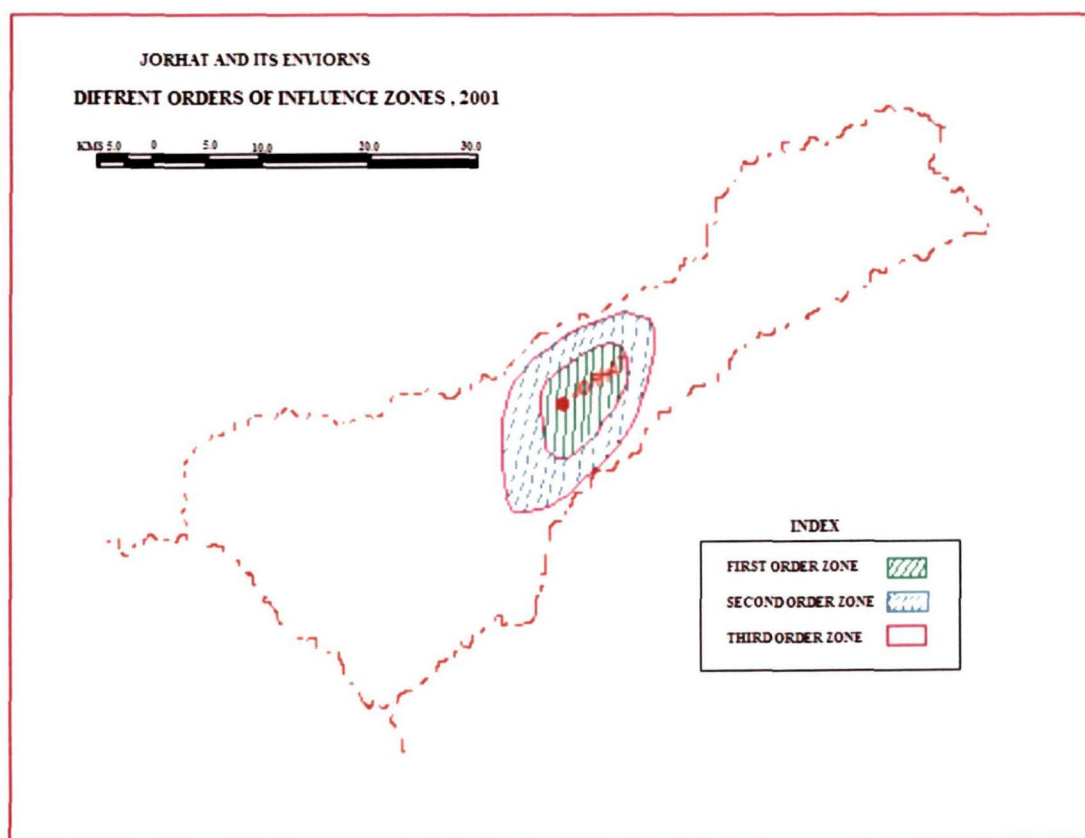 JORHAT AND ITS ENVIORNS
DIFFRENT ORDERS OF INFLUENCE ZONES , 2001
KMS 5.0 0 5.0 10.0 20.0 30.0
INDEX
FIRST ORDER ZONE
SECOND ORDER ZONE
THIRD ORDER ZONE